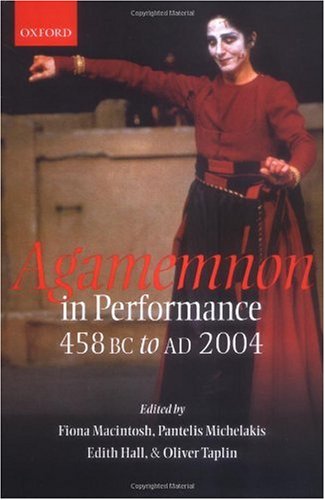 OXFORD
Agamemnon
in Performance
458 BC to AD 2004
Edited by
Fiona Macintosh, Pantelis Michelakis
Edith Hall, & Oliver Taplin